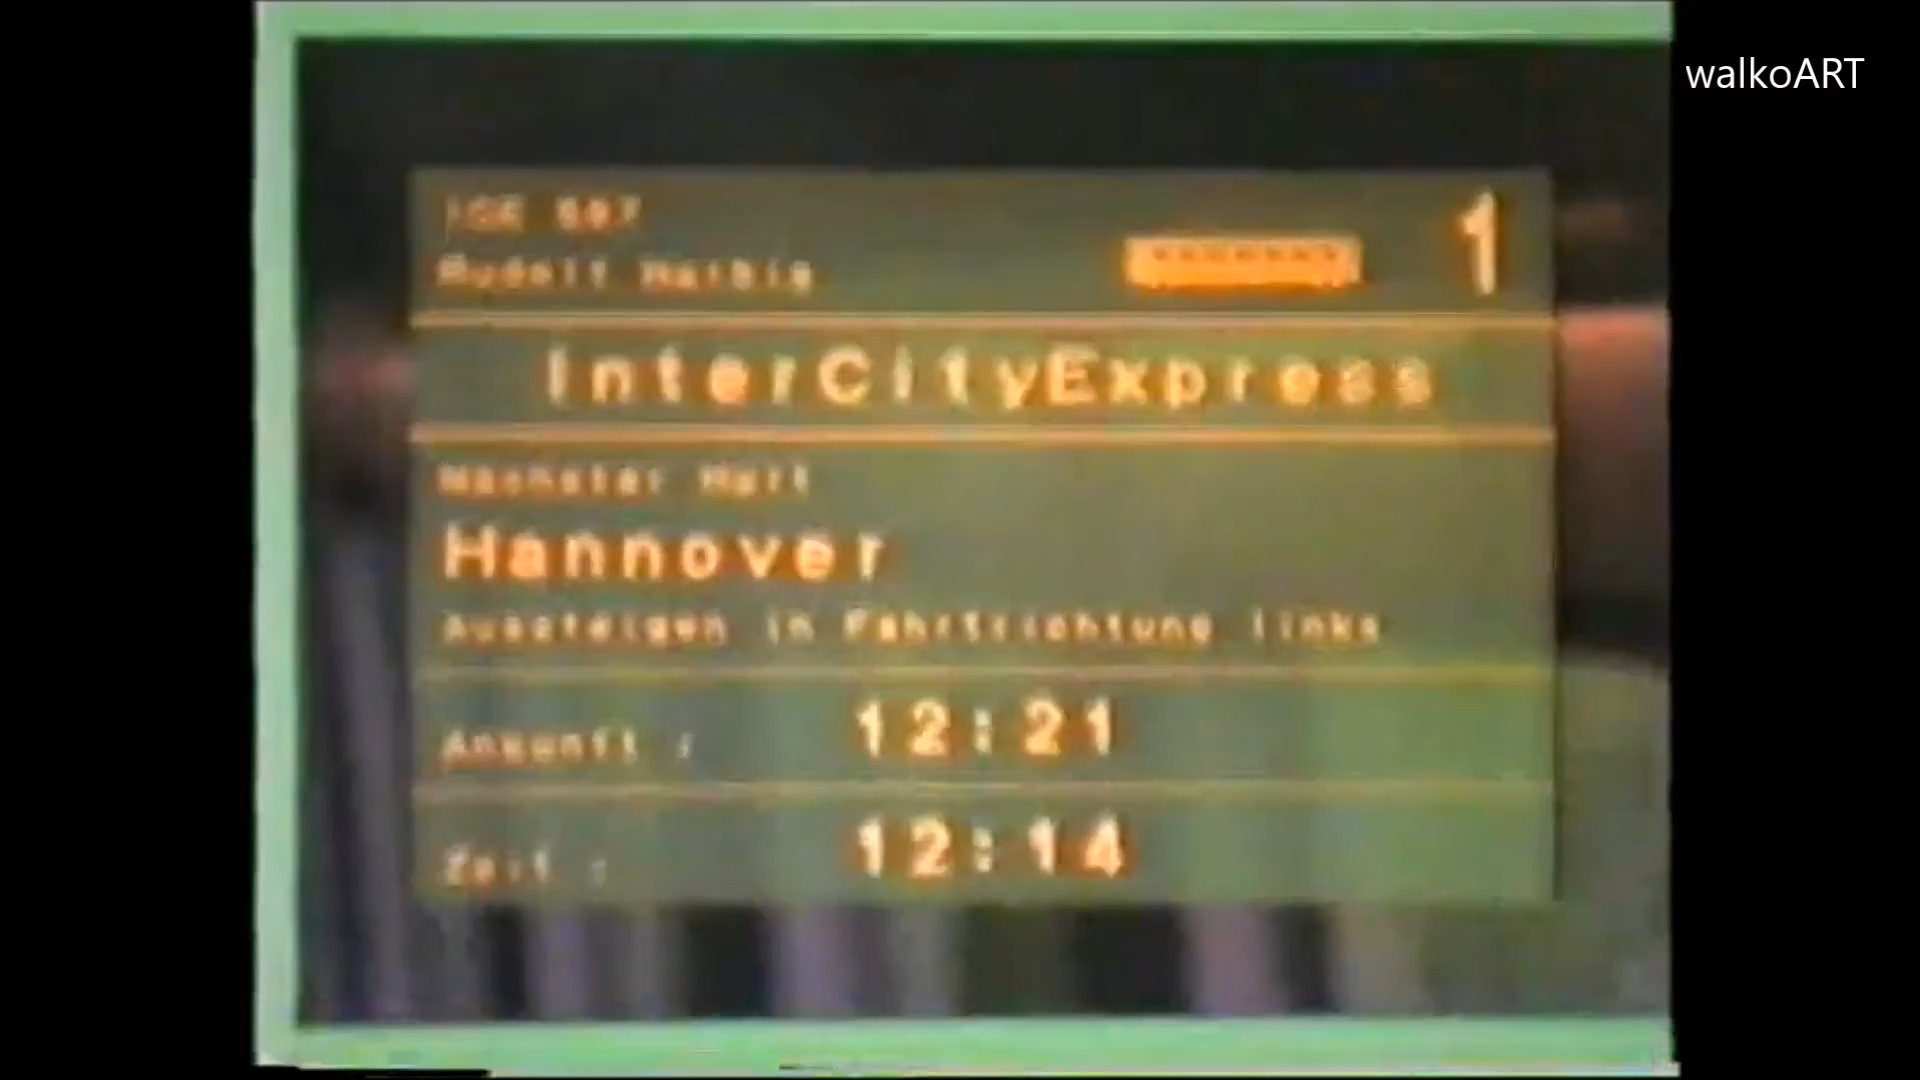 walkoART
ICE 597
Rudolf Harbig
1
InterCityExpress
Nächster Halt
Hannover
Aussteigen in Fahrtrichtung links
Ankunft :
12:21
Zeit :
12:14